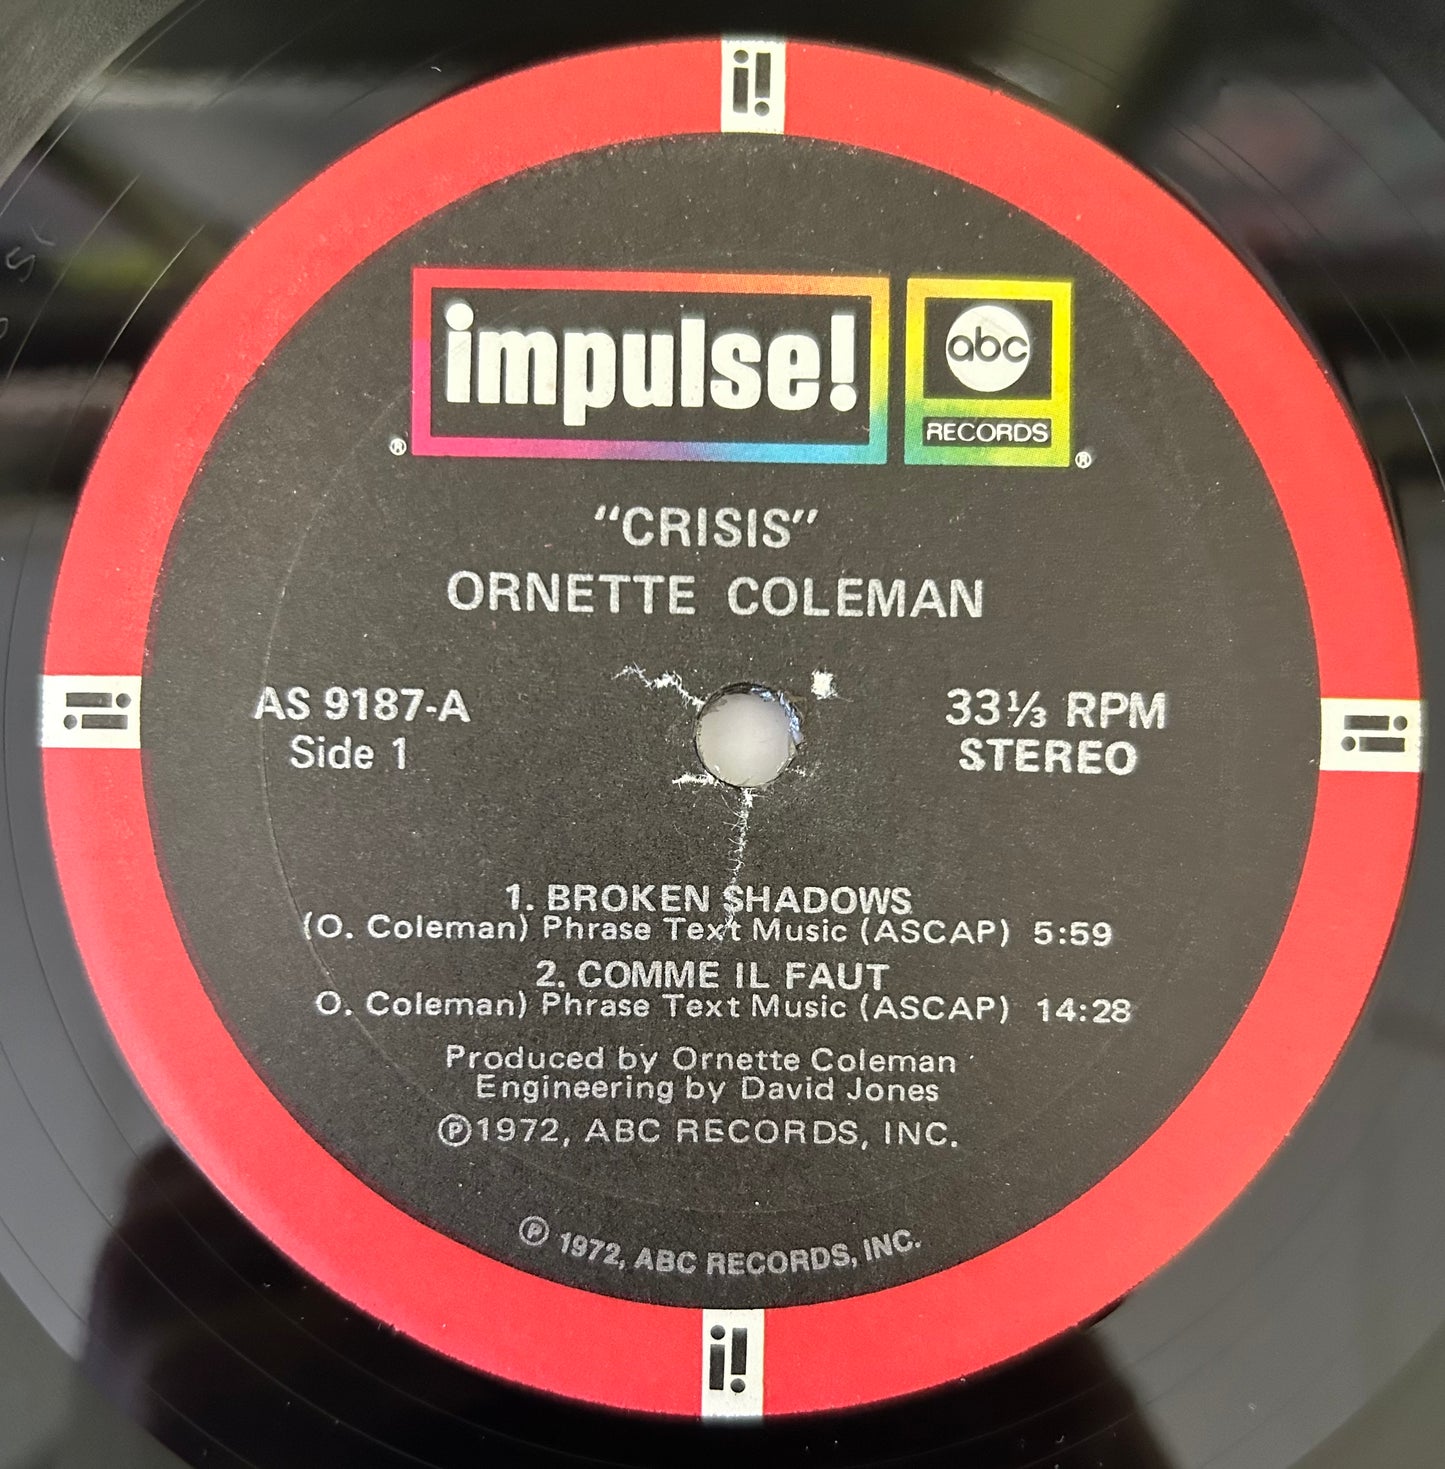 i!
impulse!
abc
RECORDS
®
®
"CRISIS"
ORNETTE COLEMAN
AS 9187-A
Side 1
33⅓ RPM
STEREO
i!
i!
1. BROKEN SHADOWS
(O. Coleman) Phrase Text Music (ASCAP) 5:59
2. COMME IL FAUT
O. Coleman) Phrase Text Music (ASCAP) 14:28
Produced by Ornette Coleman
Engineering by David Jones
℗1972, ABC RECORDS, INC.
℗ 1972, ABC RECORDS, INC.
i!